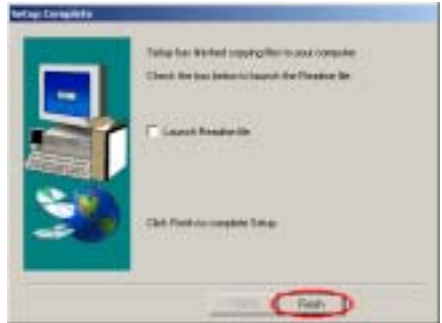 Setup Complete
Setup has finished copying files to your computer.
Check the box below to launch the Readme file.
Launch Readme file
Click Finish to complete Setup.
Finish